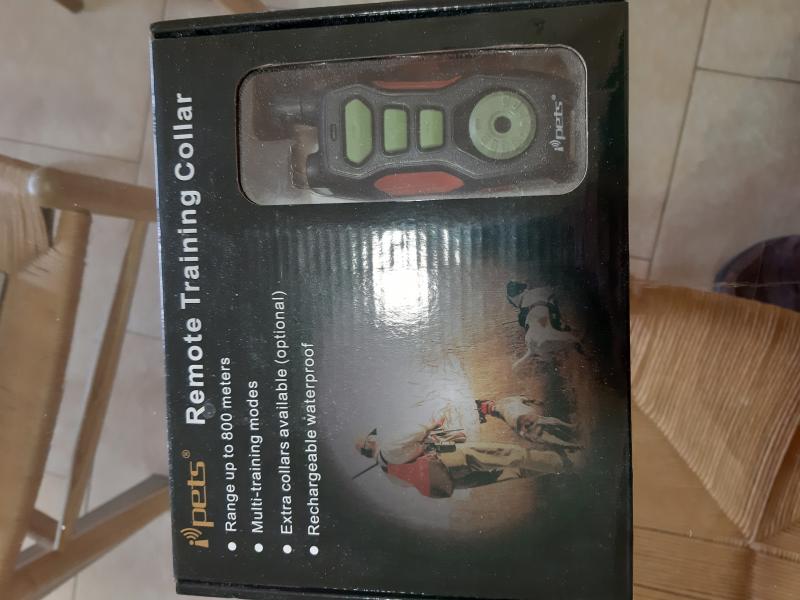 ipets®
Remote Training Collar
Range up to 800 meters
Multi-training modes
Extra collars available (optional)
Rechargeable waterproof
ipets®